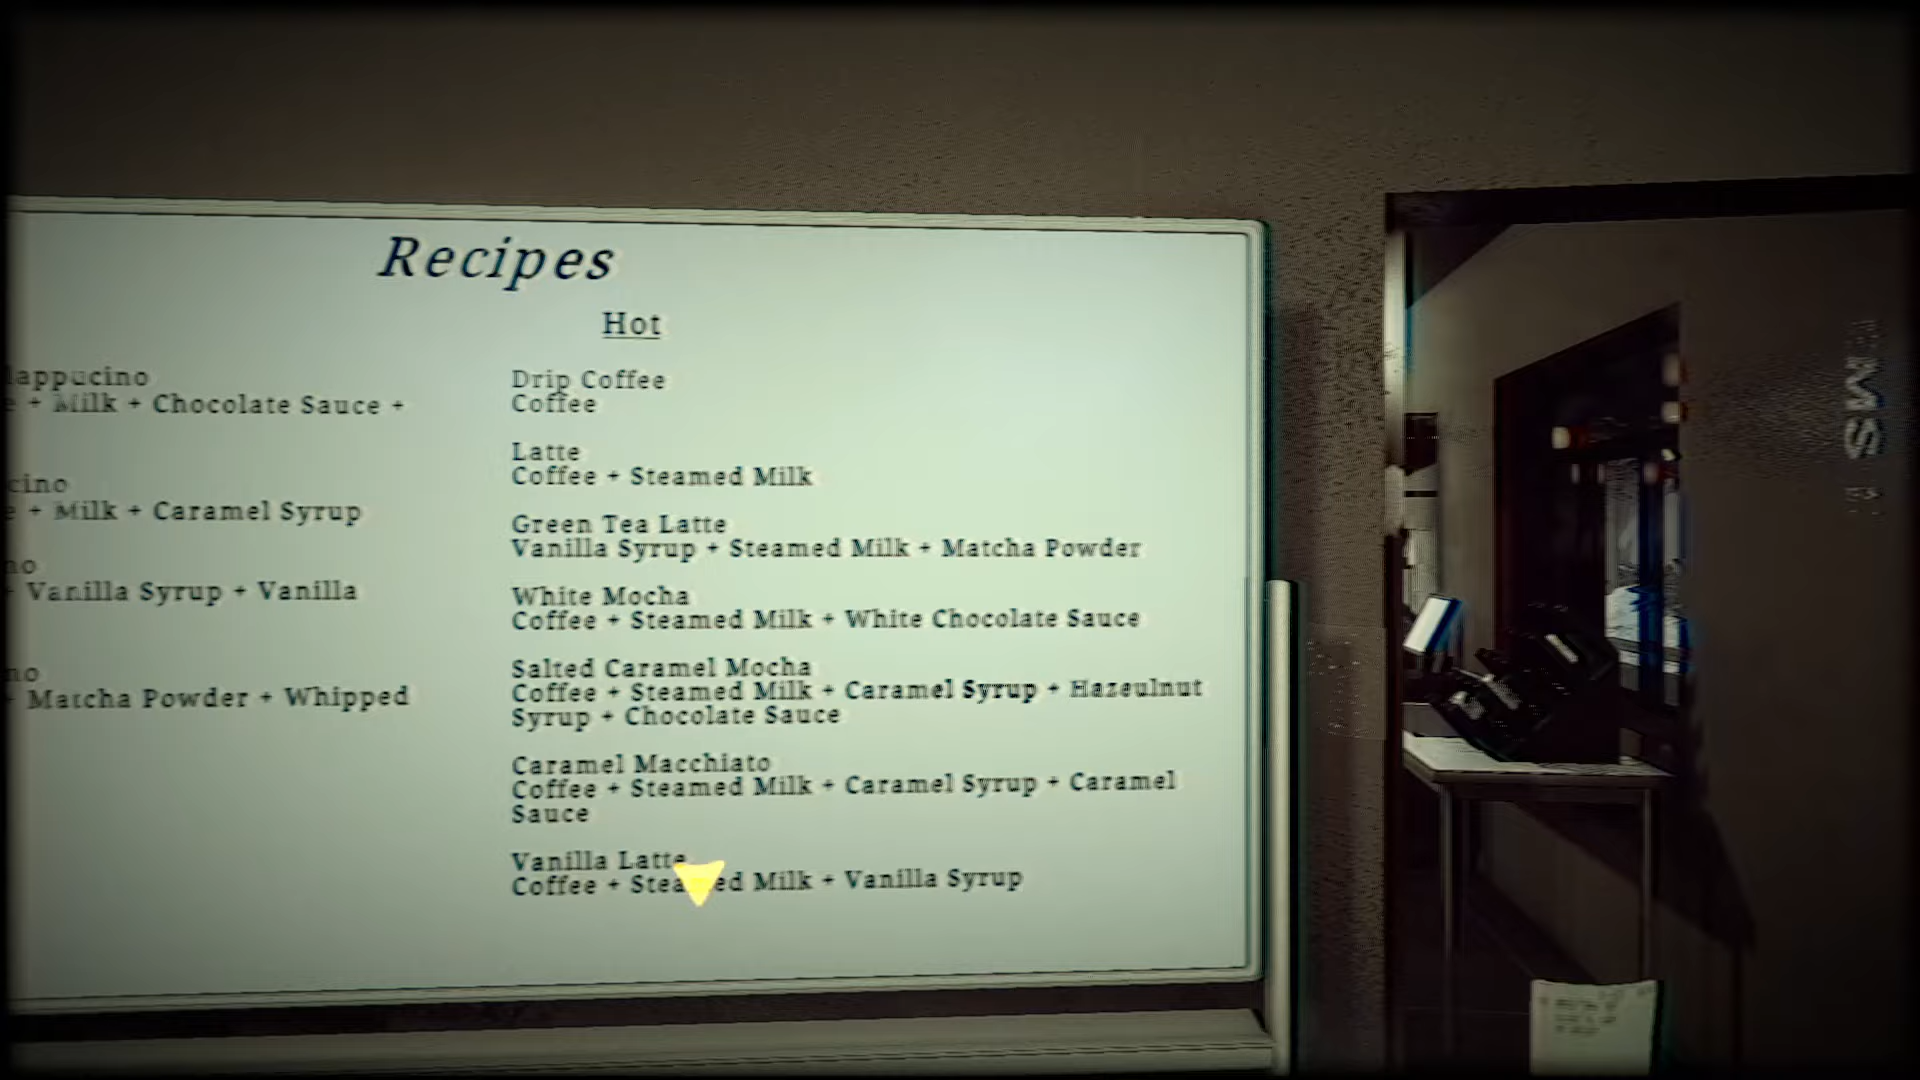 Recipes
Hot
+ Milk + Chocolate Sauce +
+ Milk + Caramel Syrup
Vanilla Syrup + Vanilla
Matcha Powder + Whipped
Drip Coffee
Coffee
Latte
Coffee + Steamed Milk
Green Tea Latte
Vanilla Syrup + Steamed Milk + Matcha Powder
White Mocha
Coffee + Steamed Milk + White Chocolate Sauce
Salted Caramel Mocha
Coffee + Steamed Milk + Caramel Syrup + Hazeulnut
Syrup + Chocolate Sauce
Caramel Macchiato
Coffee + Steamed Milk + Caramel Syrup + Caramel
Sauce
Vanilla Latte
Coffee + Steamed Milk + Vanilla Syrup